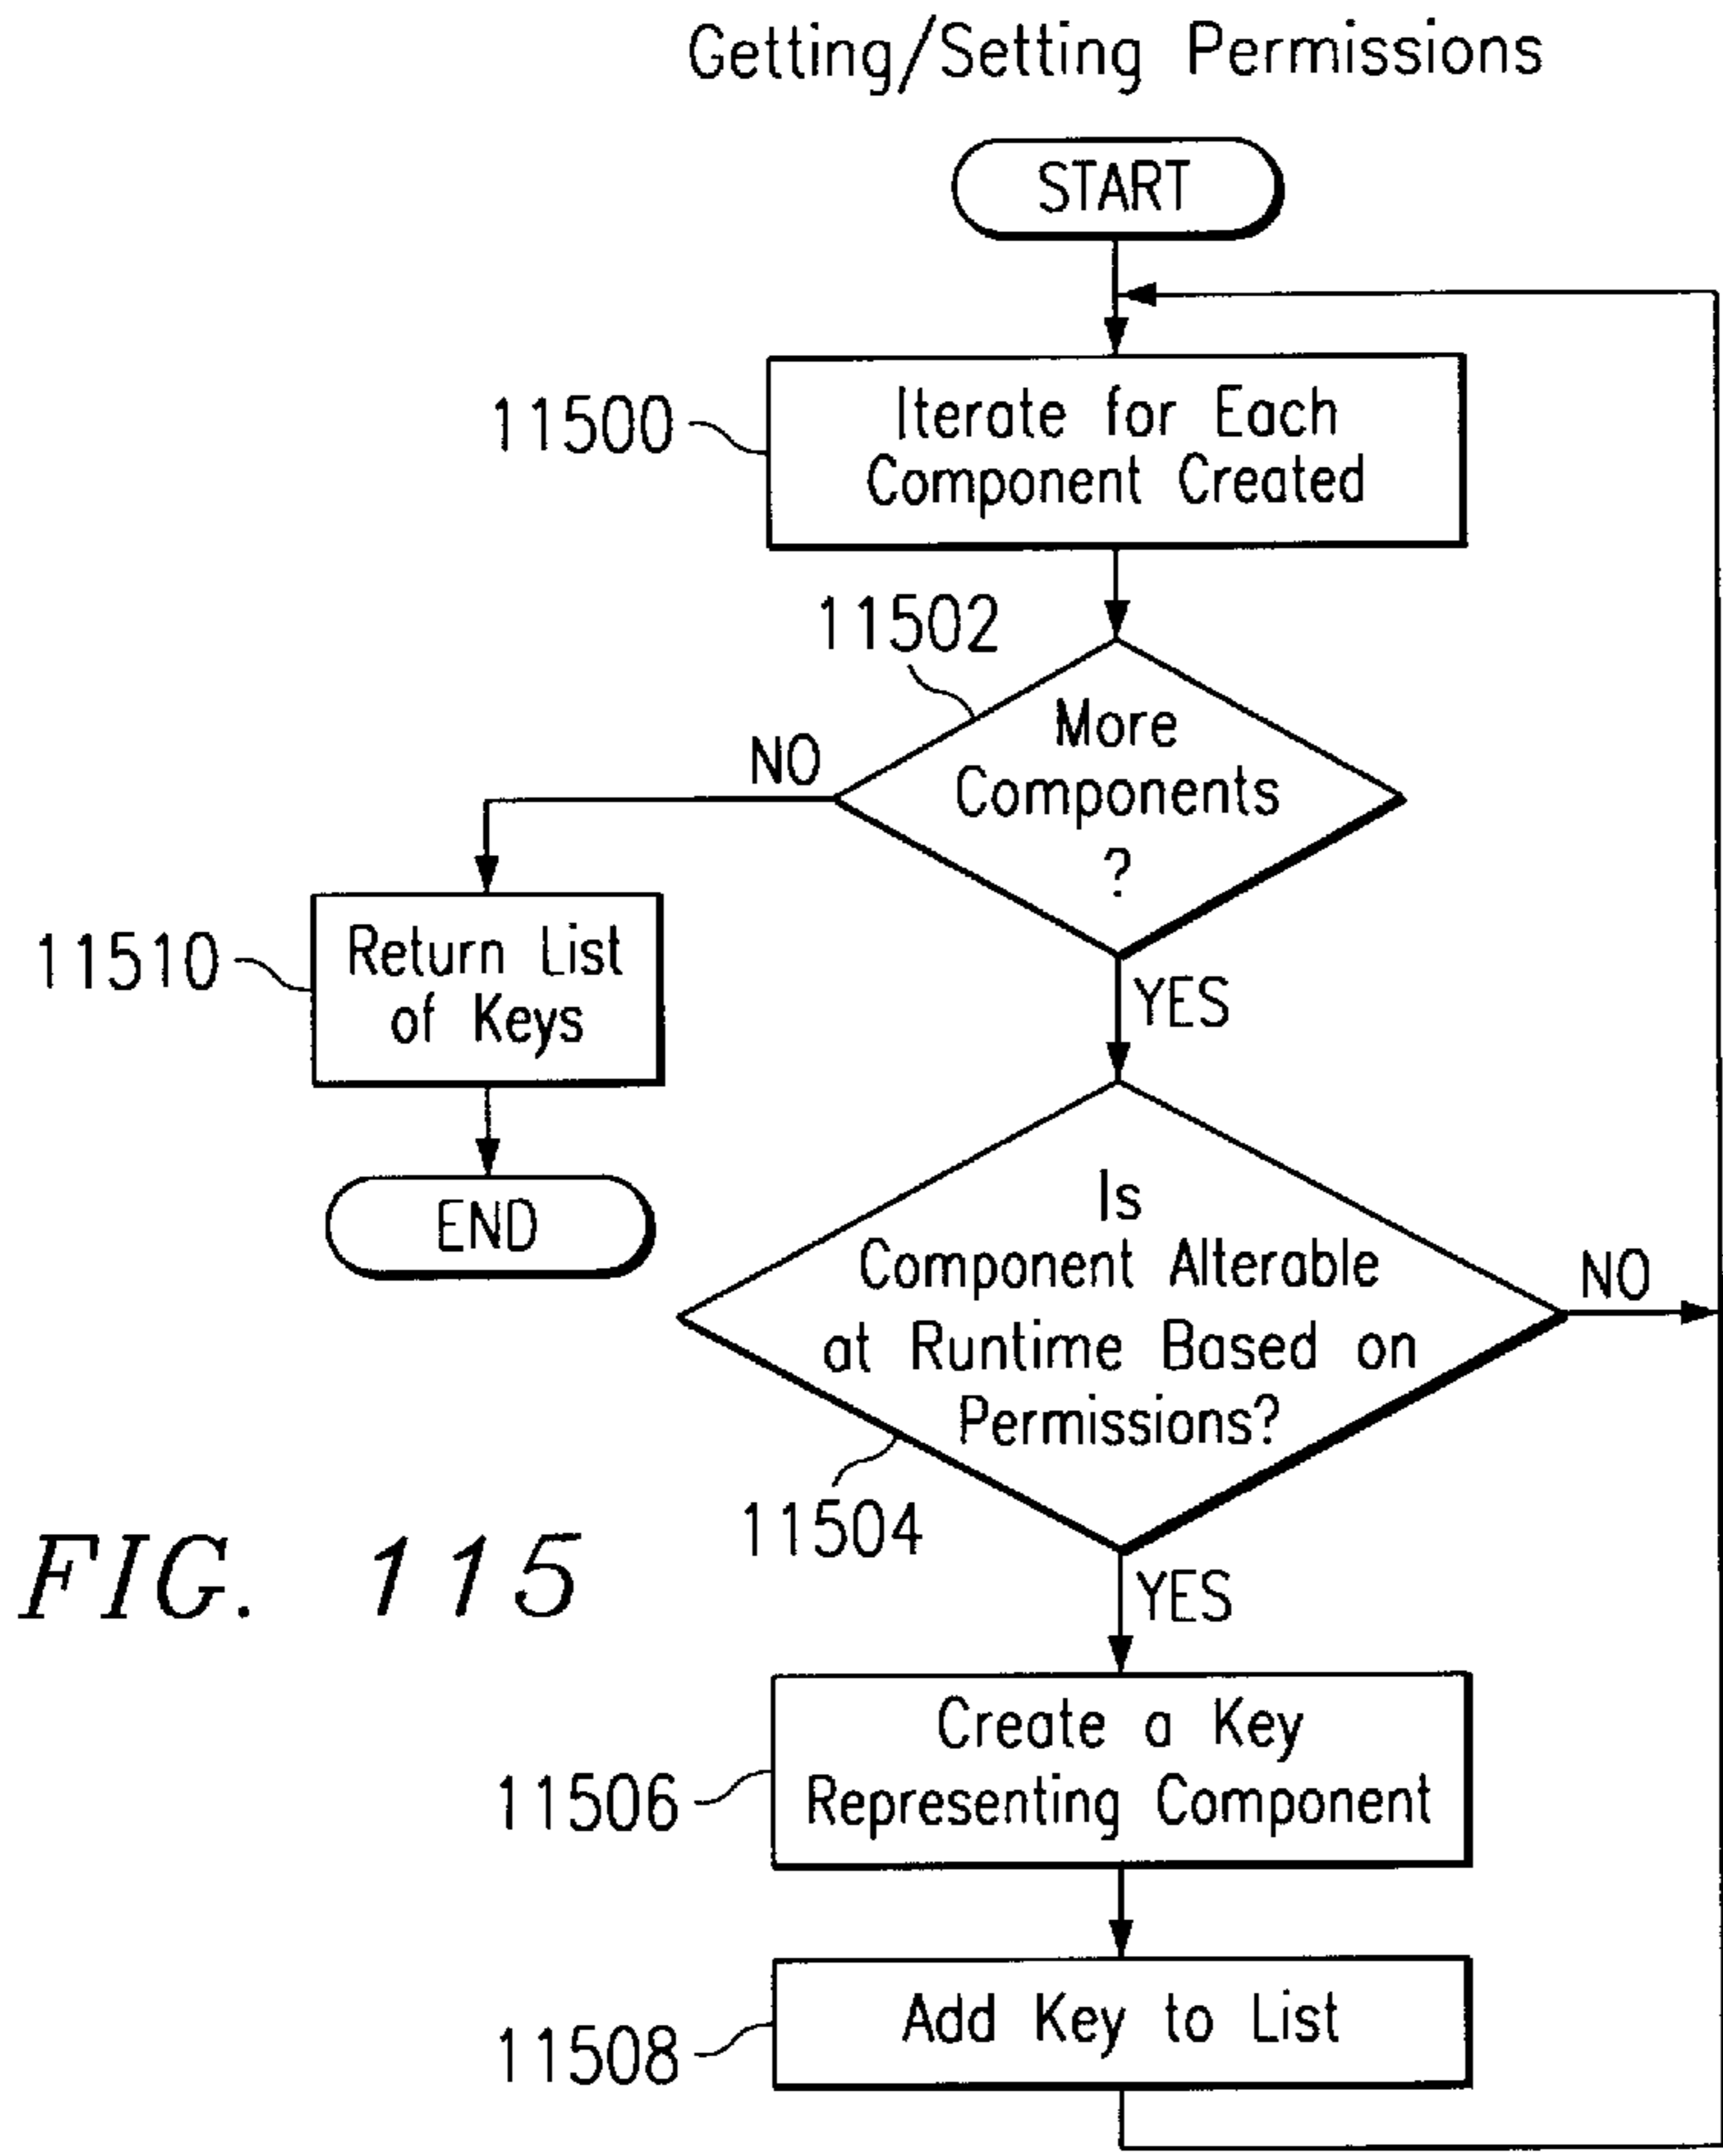 Getting/Setting Permissions
START
11500
Iterate for Each
Component Created
11502
More
Components
?
NO
YES
11510
Return List
of Keys
END
Is
Component Alterable
at Runtime Based on
Permissions?
NO
11504
YES
FIG. 115
11506
Create a Key
Representing Component
11508
Add Key to List